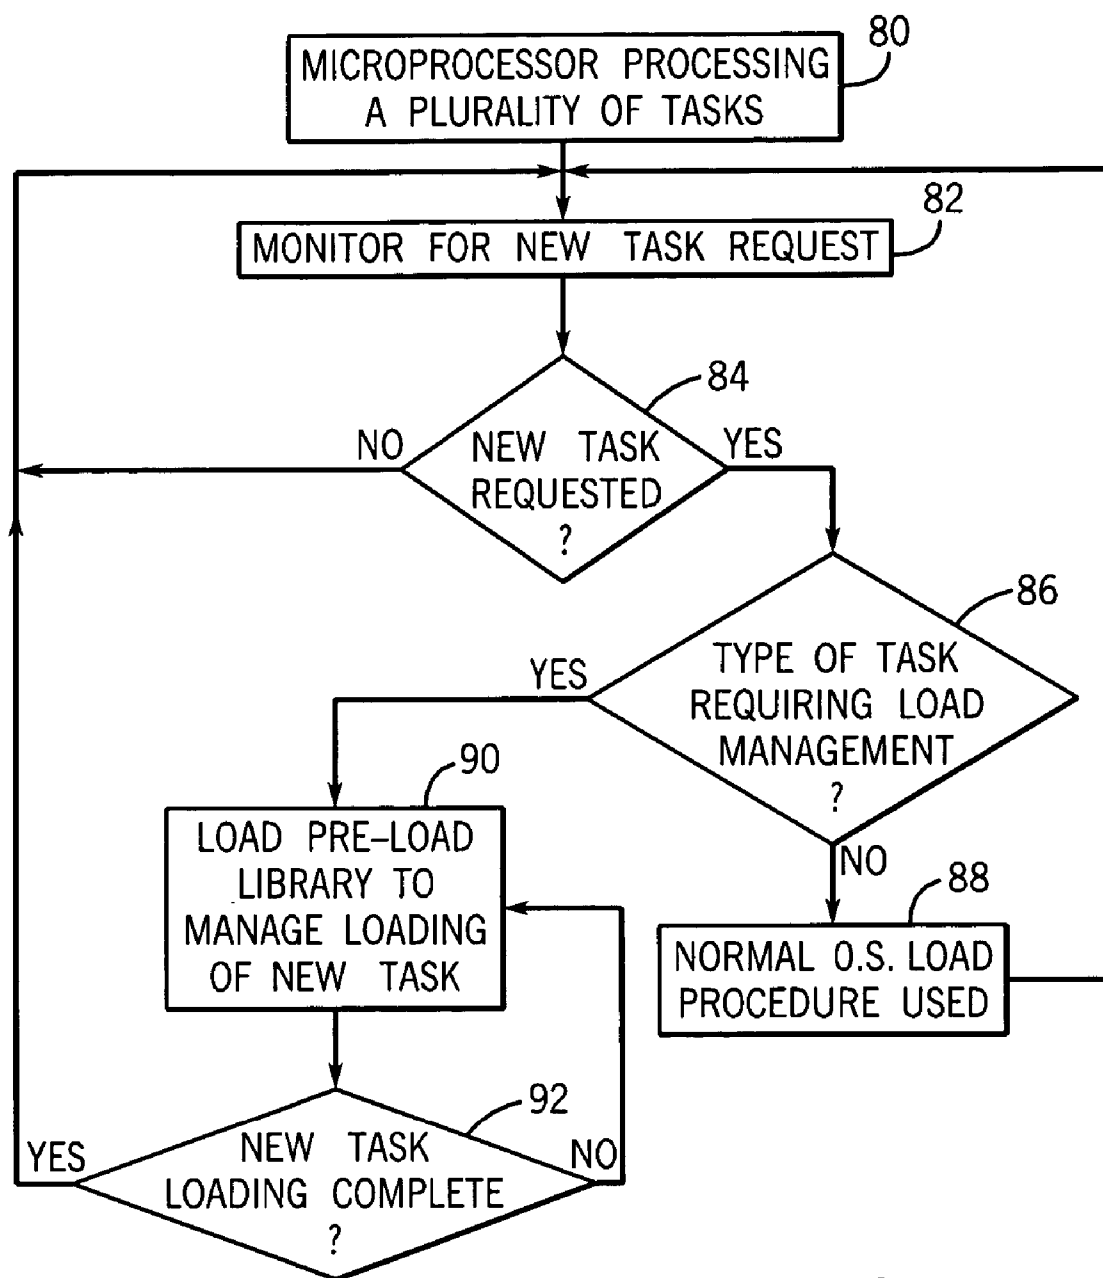 80
MICROPROCESSOR PROCESSING
A PLURALITY OF TASKS
82
MONITOR FOR NEW TASK REQUEST
84
NO
YES
NEW TASK
REQUESTED
?
86
YES
TYPE OF TASK
REQUIRING LOAD
MANAGEMENT
?
NO
90
LOAD PRE-LOAD
LIBRARY TO
MANAGE LOADING
OF NEW TASK
88
NORMAL O.S. LOAD
PROCEDURE USED
92
YES
NO
NEW TASK
LOADING COMPLETE
?